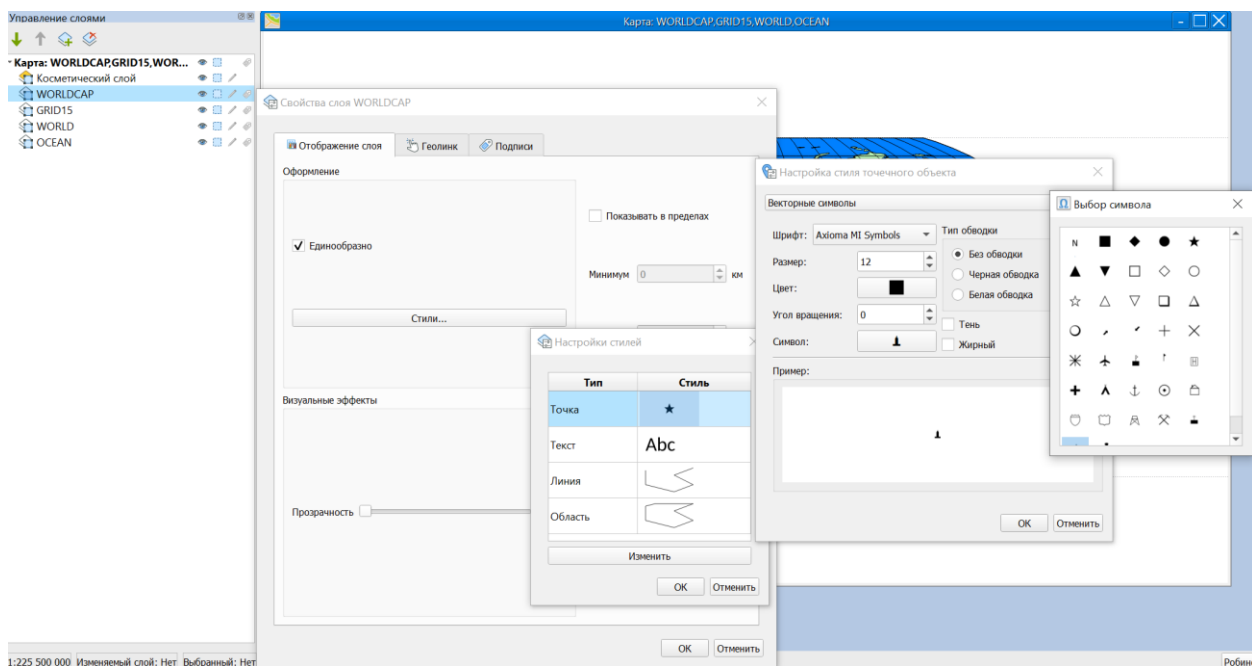 Управление слоями
Карта: WORLDCAP,GRID15,WORLD,OCEAN
Карта: WORLDCAP,GRID15,WOR...
Косметический слой
WORLDCAP
GRID15
WORLD
OCEAN
Свойства слоя WORLDCAP
Отображение слоя
Геолинк
Подписи
Оформление
Единообразно
Стили...
Показывать в пределах
Минимум
0
км
Визуальные эффекты
Прозрачность
OK
Отменить
Настройки стилей
Тип
Стиль
Точка
Текст
Abc
Линия
Область
Изменить
OK
Отменить
Настройка стиля точечного объекта
Векторные символы
Шрифт:
Axioma MI Symbols
Размер:
12
Цвет:
Угол вращения:
0
Символ:
Тип обводки
Без обводки
Черная обводка
Белая обводка
Тень
Жирный
Пример:
OK
Отменить
Выбор символа
N
1:225 500 000
Изменяемый слой: Нет
Выбранный: Нет
Робин